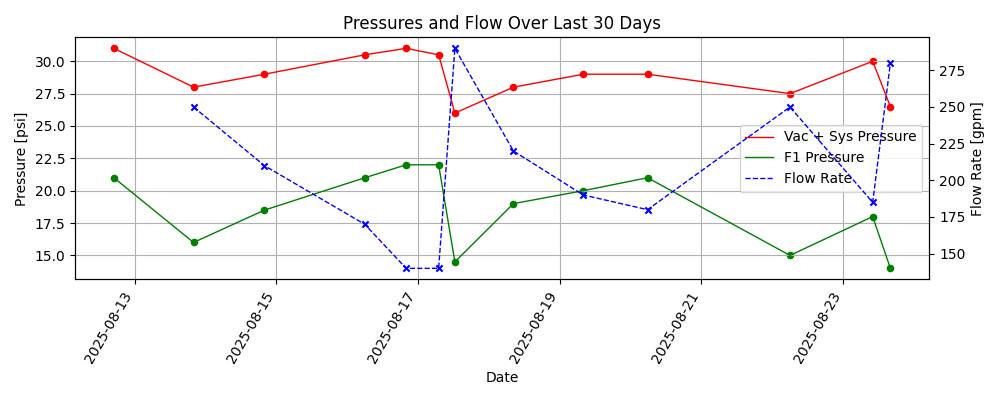 Pressures and Flow Over Last 30 Days
Pressure [psi]
30.0
27.5
25.0
22.5
20.0
17.5
15.0
Vac + Sys Pressure
F1 Pressure
Flow Rate
275
250
225
200
175
150
Flow Rate [gpm]
2025-08-13
2025-08-15
2025-08-17
2025-08-19
2025-08-21
2025-08-23
Date